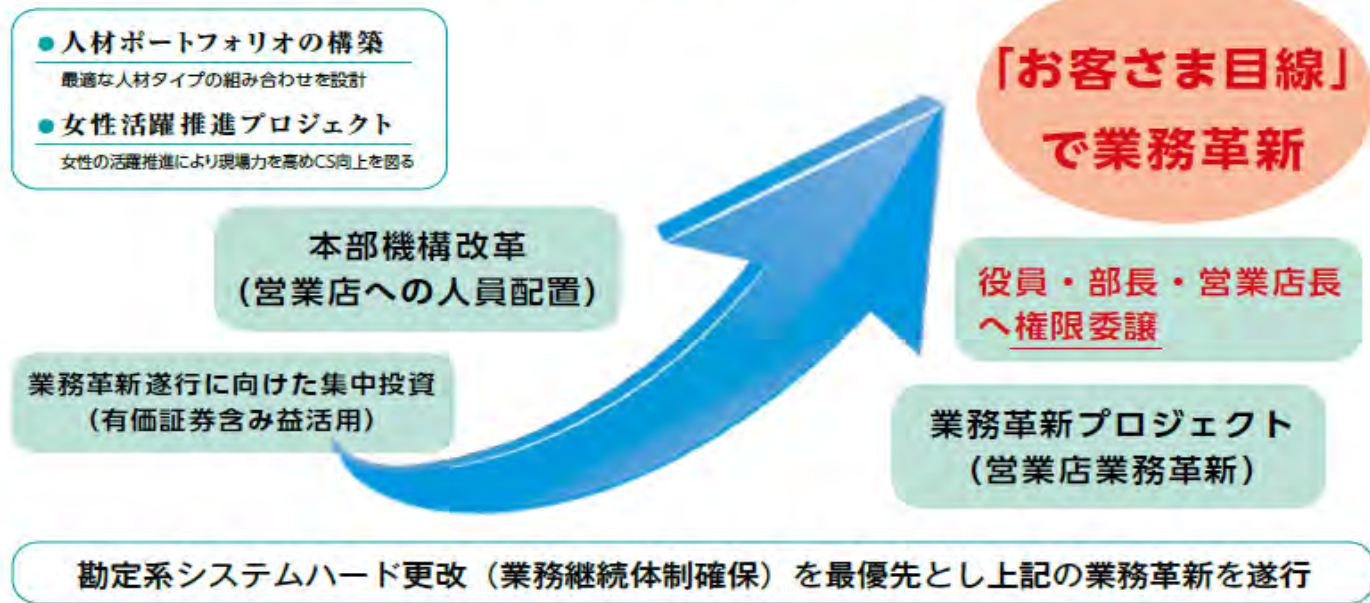 ●人材ポートフォリオの構築
最適な人材タイプの組み合わせを設計
●女性活躍推進プロジェクト
女性の活躍推進により現場力を高めCS向上を図る
「お客さま目線」
で業務革新
本部機構改革
(営業店への人員配置)
役員・部長・営業店長
へ権限委譲
業務革新遂行に向けた集中投資
(有価証券含み益活用)
業務革新プロジェクト
(営業店業務革新)
勘定系システムハード更改(業務継続体制確保)を最優先とし上記の業務革新を遂行